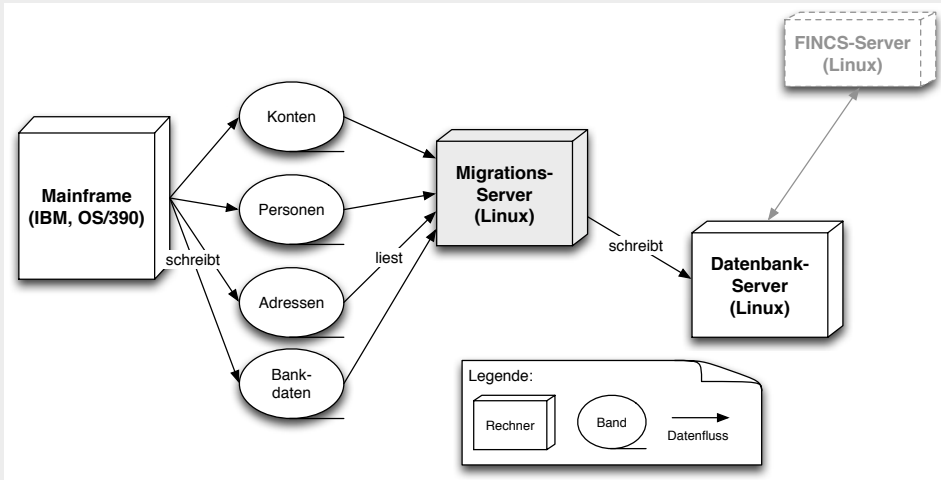 FINCS-Server
(Linux)
Konten
Mainframe
(IBM, OS/390)
Migrations-
Server
(Linux)
Personen
schreibt
liest
schreibt
Adressen
Datenbank-
Server
(Linux)
Bank-
daten
Legende:
Rechner
Band
Datenfluss